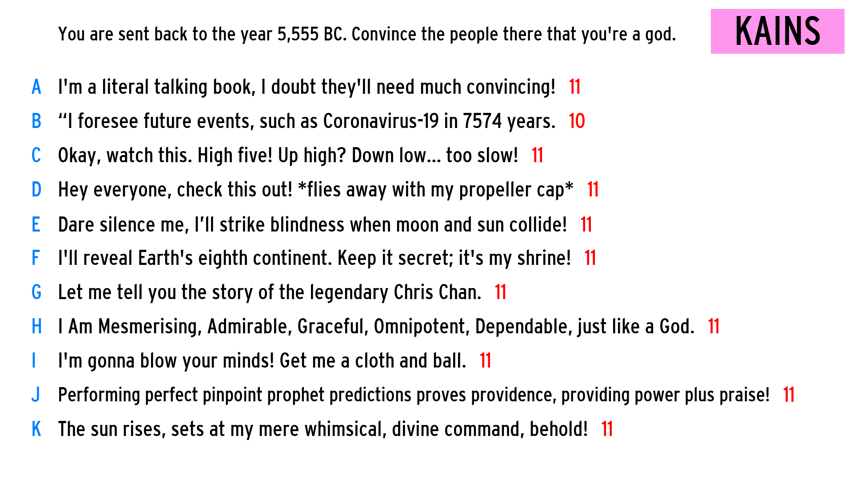 You are sent back to the year 5,555 BC. Convince the people there that you're a god.
KAINS
A I'm a literal talking book, I doubt they'll need much convincing! 11
B “I foresee future events, such as Coronavirus-19 in 7574 years. 10
C Okay, watch this. High five! Up high? Down low... too slow! 11
D Hey everyone, check this out! *flies away with my propeller cap* 11
E Dare silence me, I’ll strike blindness when moon and sun collide! 11
F I'll reveal Earth's eighth continent. Keep it secret; it's my shrine! 11
G Let me tell you the story of the legendary Chris Chan. 11
H I Am Mesmerising, Admirable, Graceful, Omnipotent, Dependable, just like a God. 11
I I'm gonna blow your minds! Get me a cloth and ball. 11
J Performing perfect pinpoint prophet predictions proves providence, providing power plus praise! 11
K The sun rises, sets at my mere whimsical, divine command, behold! 11